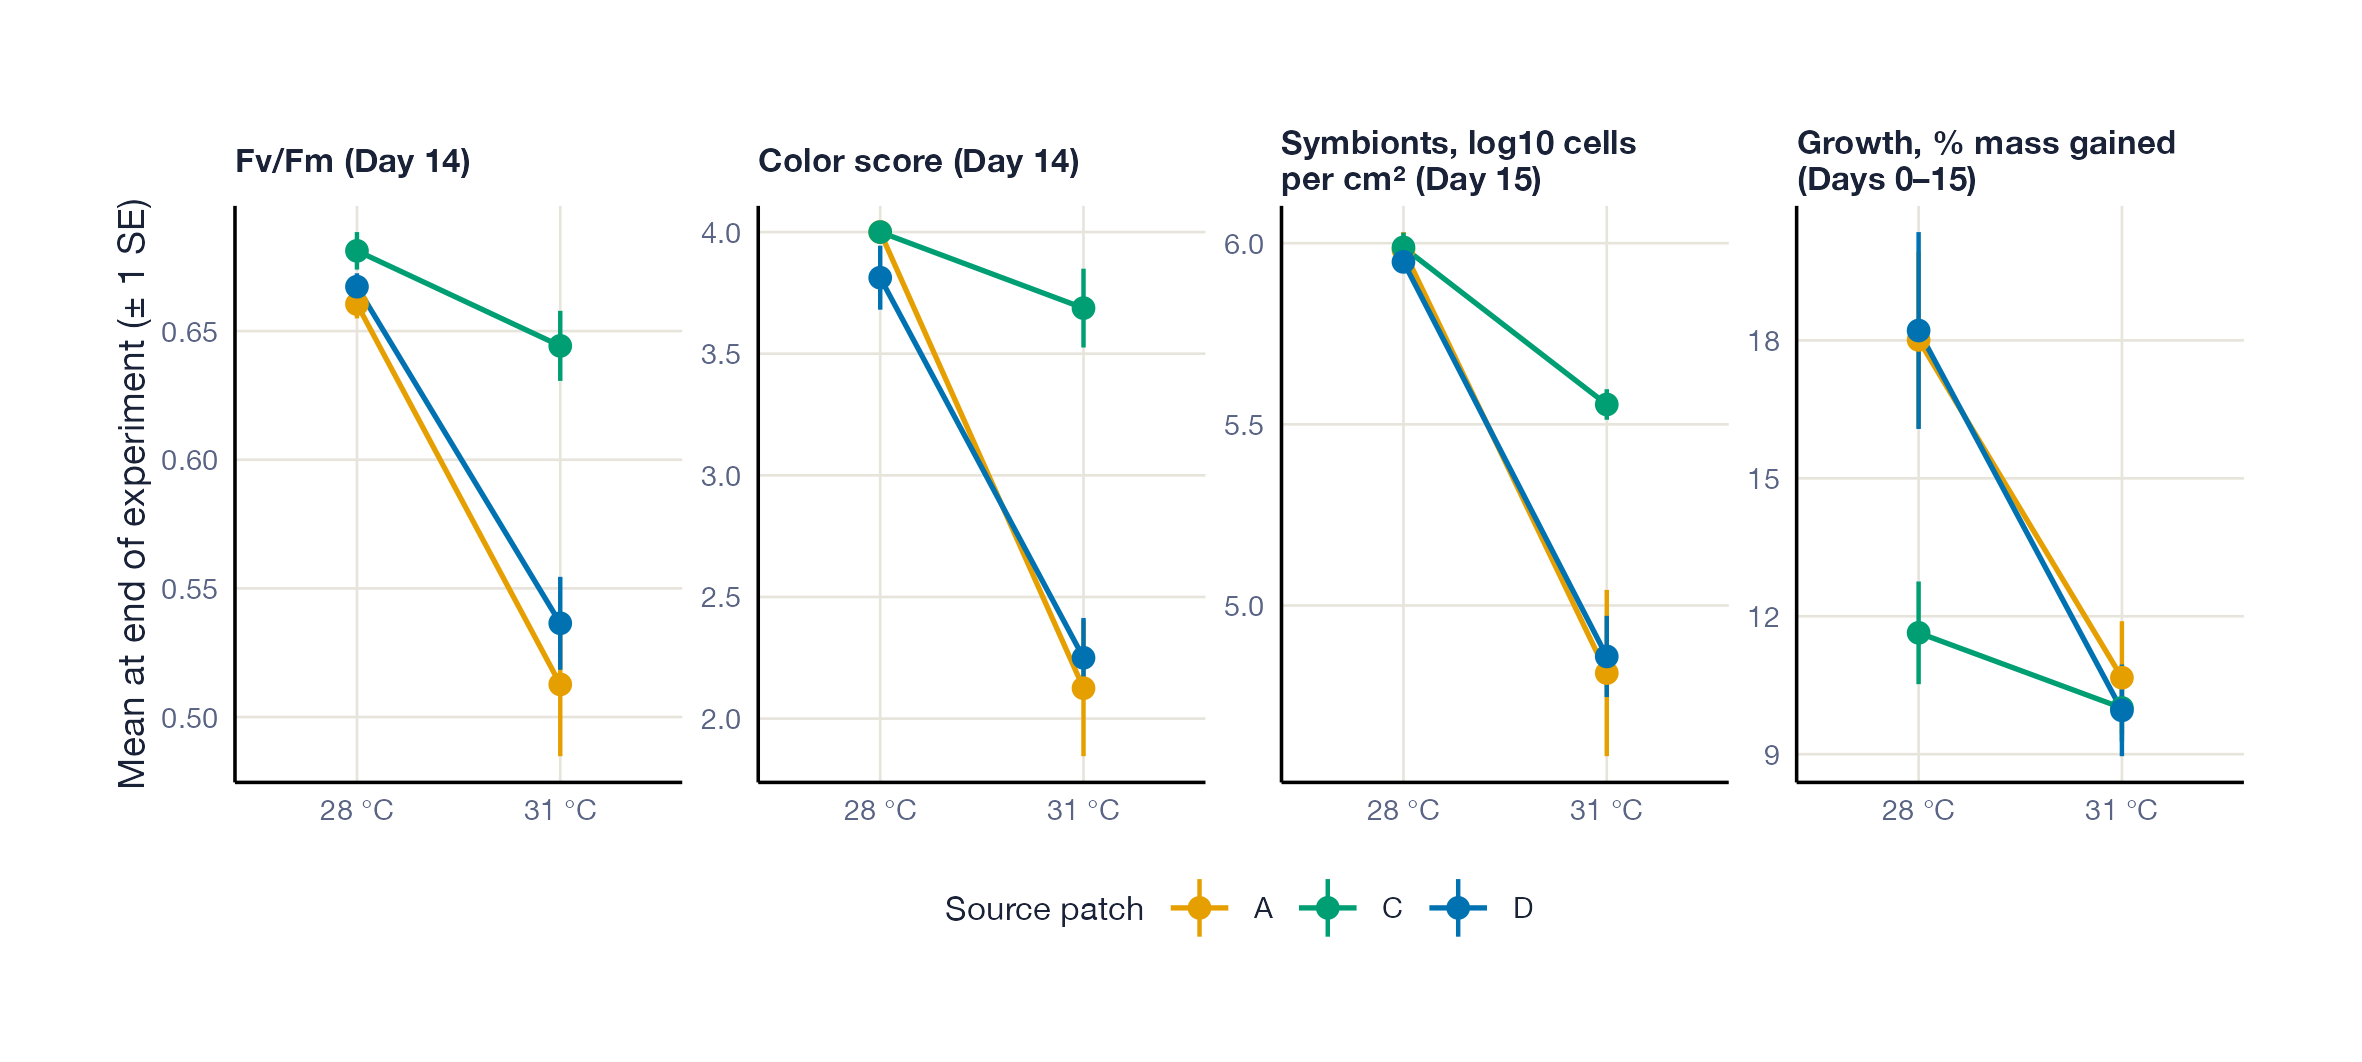 Fv/Fm (Day 14)
Color score (Day 14)
Symbionts, log10 cells
per cm² (Day 15)
Growth, % mass gained
(Days 0–15)
Mean at end of experiment (± 1 SE)
0.65
0.60
0.55
0.50
28 °C
31 °C
4.0
3.5
3.0
2.5
2.0
28 °C
31 °C
6.0
5.5
5.0
28 °C
31 °C
18
15
12
9
28 °C
31 °C
Source patch A C D